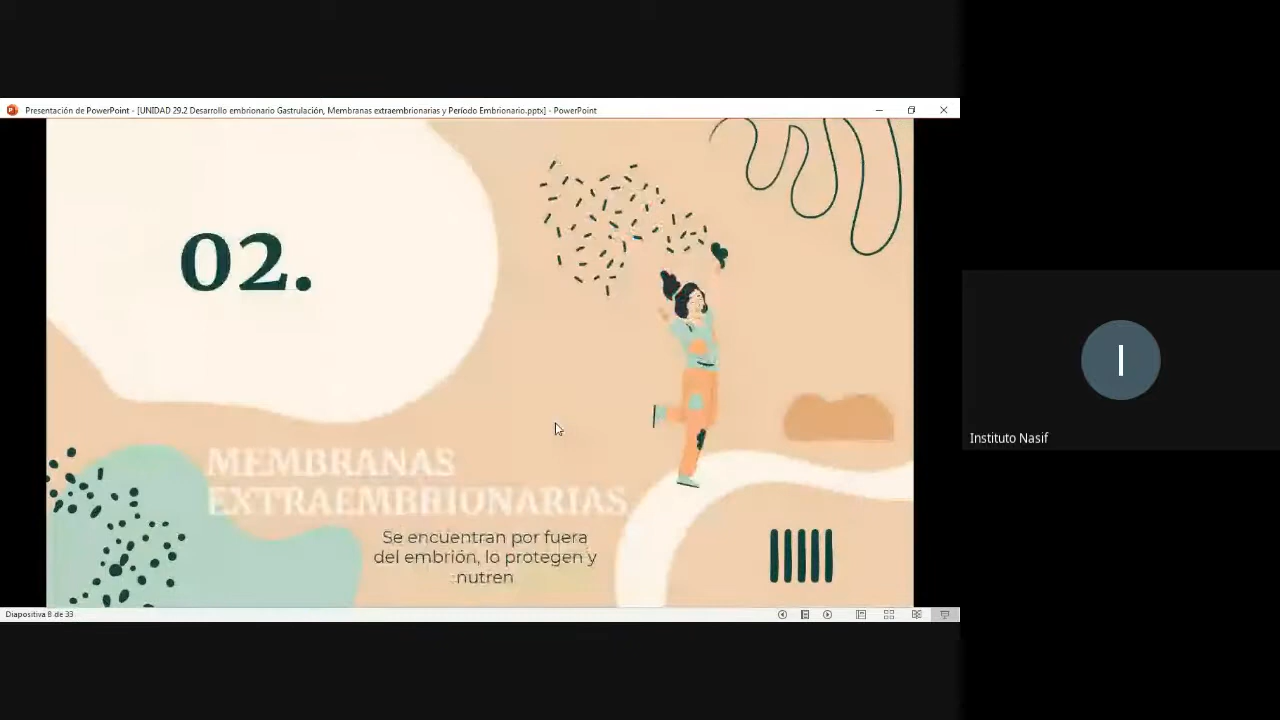 Presentación de PowerPoint - [UNIDAD 29.2 Desarrollo embrionario Gastrulación, Membranas extraembrionarias y Período Embrionario.pptx] - PowerPoint
02.
MEMBRANAS
EXTRAEMBRIONARIAS
Se encuentran por fuera
del embrión, lo protegen y
nutren
Diapositiva 8 de 33
I
Instituto Nasif